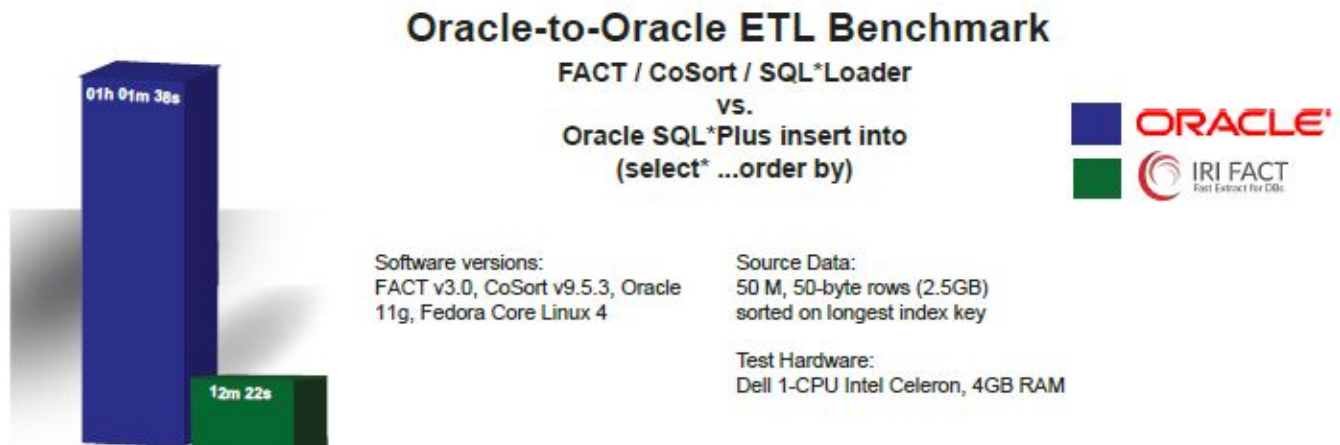 Oracle-to-Oracle ETL Benchmark
FACT / CoSort / SQL*Loader
vs.
Oracle SQL*Plus insert into
(select* ...order by)
01h 01m 38s
12m 22s
ORACLE
IRI FACT
Fast Extract for DBs
Software versions:
FACT v3.0, CoSort v9.5.3, Oracle
11g, Fedora Core Linux 4
Source Data:
50 M, 50-byte rows (2.5GB)
sorted on longest index key
Test Hardware:
Dell 1-CPU Intel Celeron, 4GB RAM